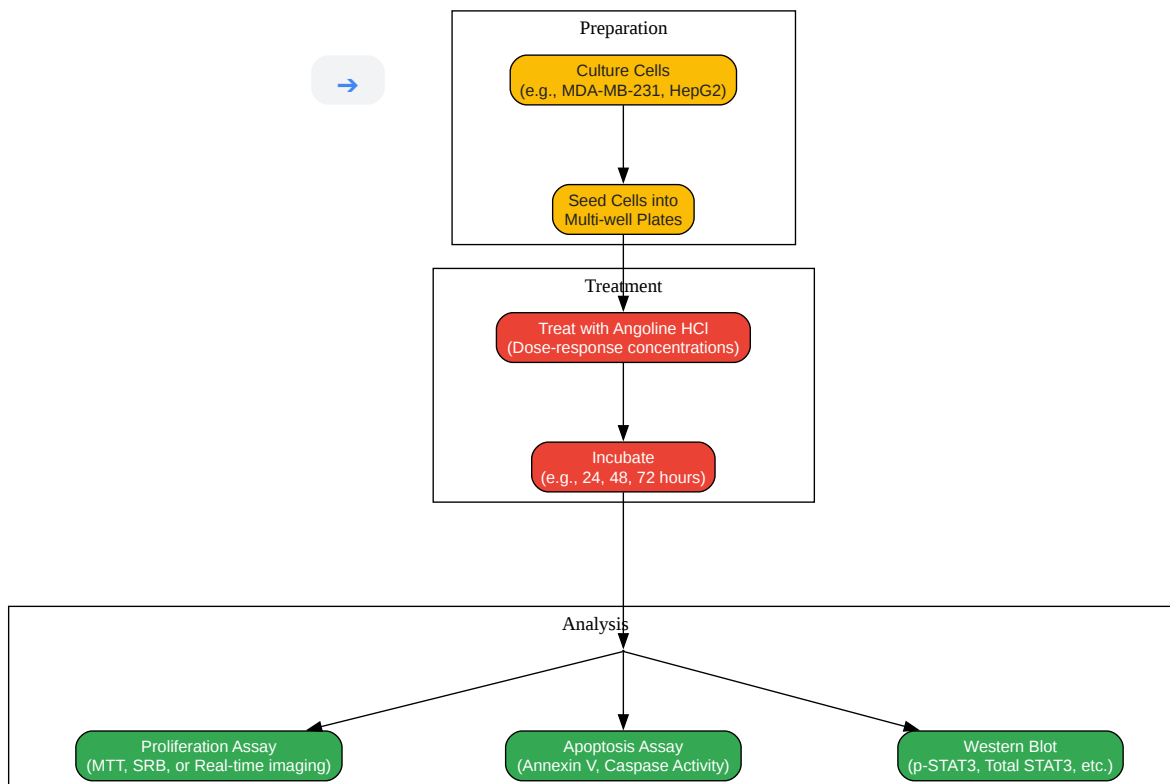 Preparation
➔
Culture Cells
(e.g., MDA-MB-231, HepG2)
Seed Cells into
Multi-well Plates
Treatment
Treat with Angoline HCl
(Dose-response concentrations)
Incubate
(e.g., 24, 48, 72 hours)
Analysis
Proliferation Assay
(MTT, SRB, or Real-time imaging)
Apoptosis Assay
(Annexin V, Caspase Activity)
Western Blot
(p-STAT3, Total STAT3, etc.)